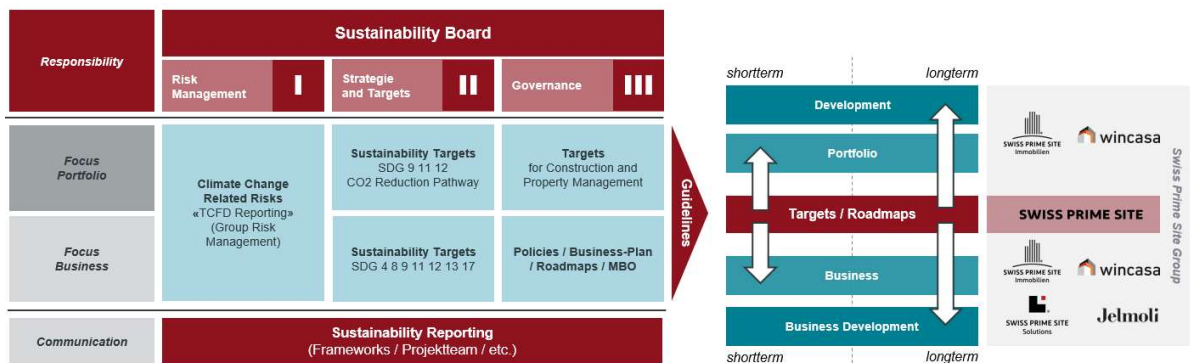 Responsibility
Sustainability Board
Risk
Management
I
Strategie
and Targets
II
Governance
III
Focus
Portfolio
Climate Change
Related Risks
«TCFD Reporting»
(Group Risk
Management)
Sustainability Targets
SDG 9 11 12
CO2 Reduction Pathway
Targets
for Construction and
Property Management
Focus
Business
Sustainability Targets
SDG 4 8 9 11 12 13 17
Policies / Business-Plan
/ Roadmaps / MBO
Communication
Sustainability Reporting
(Frameworks / Projektteam / etc.)
Guidelines
shortterm
longterm
Development
Portfolio
Targets / Roadmaps
Business
Business Development
shortterm
longterm
SWISS PRIME SITE
Immobilien
wincasa
SWISS PRIME SITE
SWISS PRIME SITE
Immobilien
wincasa
SWISS PRIME SITE
Solutions
Jelmoli
Swiss Prime Site Group